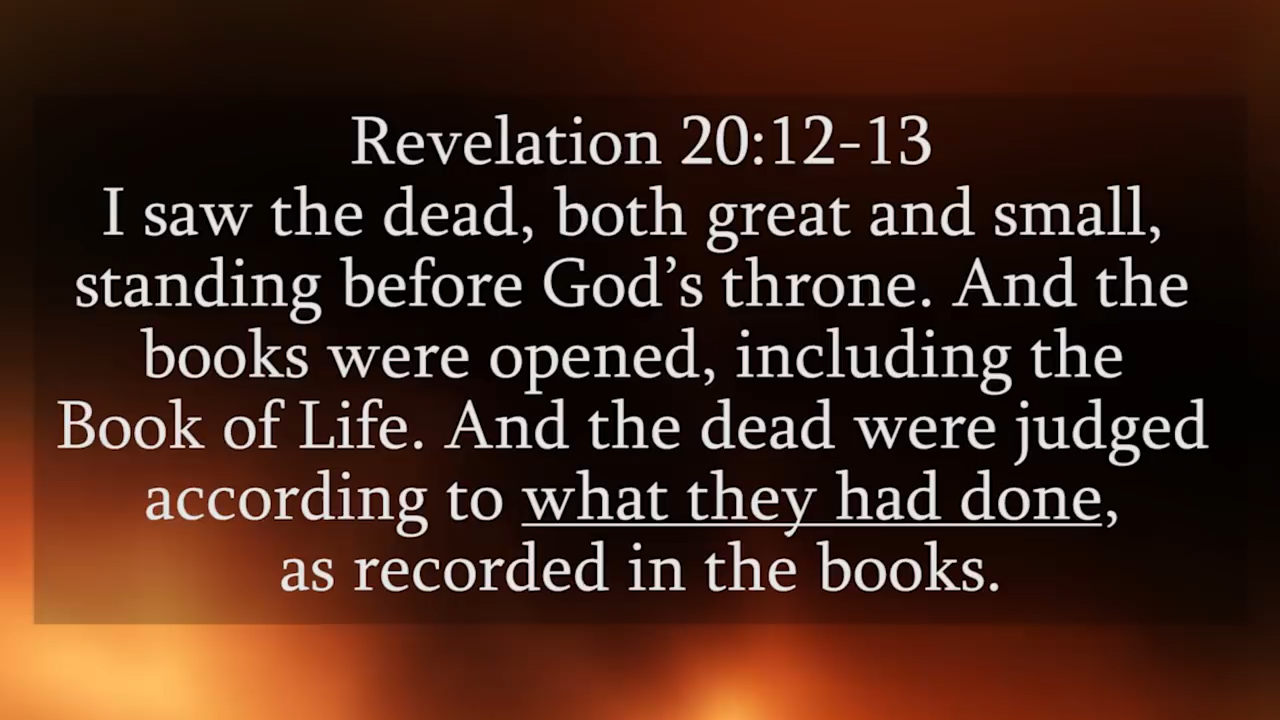 Revelation 20:12-13
I saw the dead, both great and small,
standing before God’s throne. And the
books were opened, including the
Book of Life. And the dead were judged
according to what they had done,
as recorded in the books.